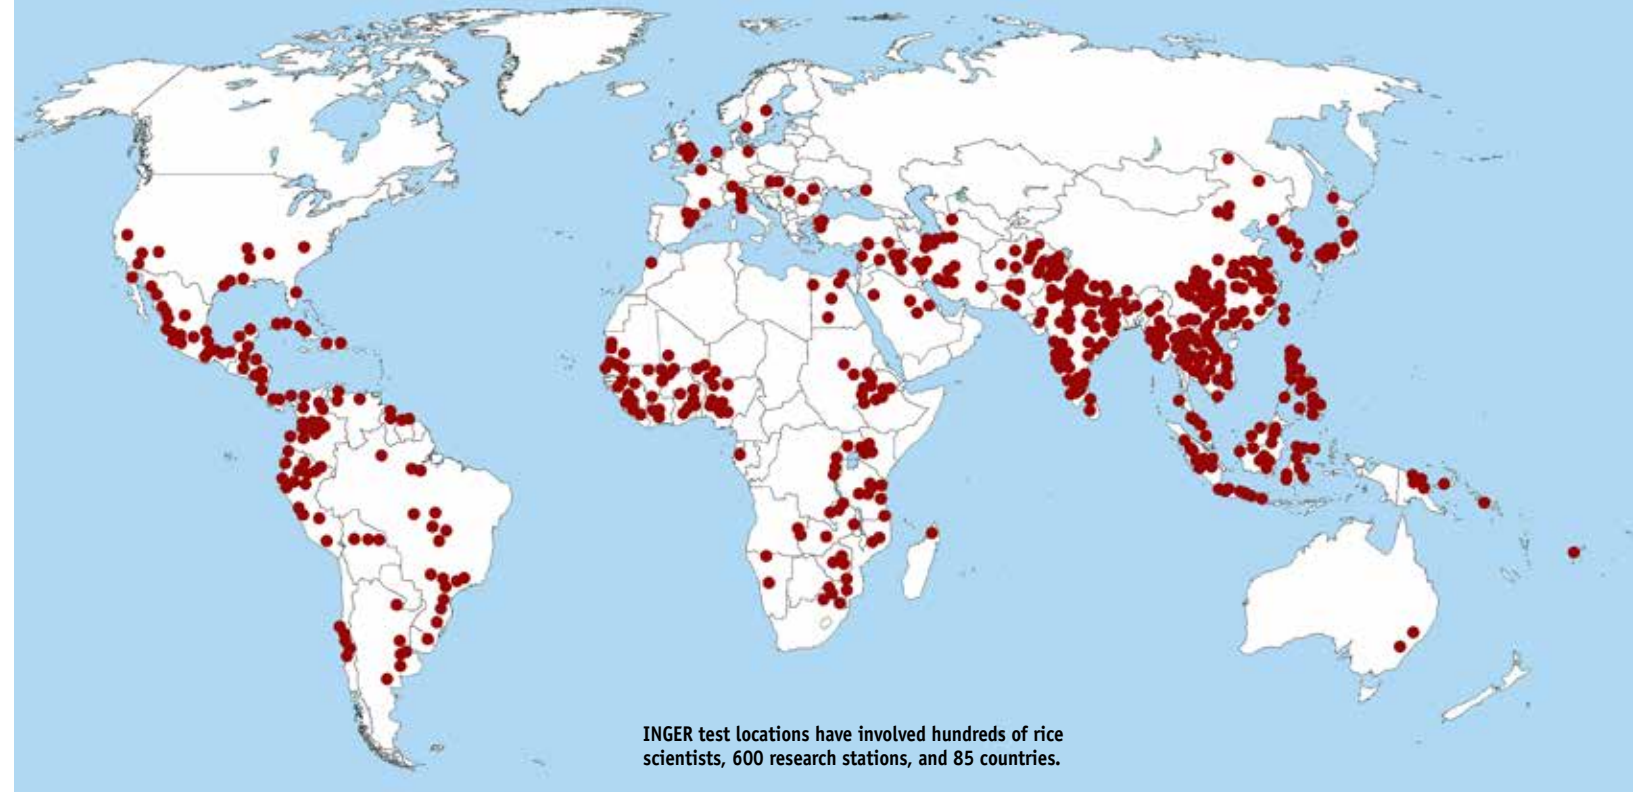 INGER test locations have involved hundreds of rice
scientists, 600 research stations, and 85 countries.